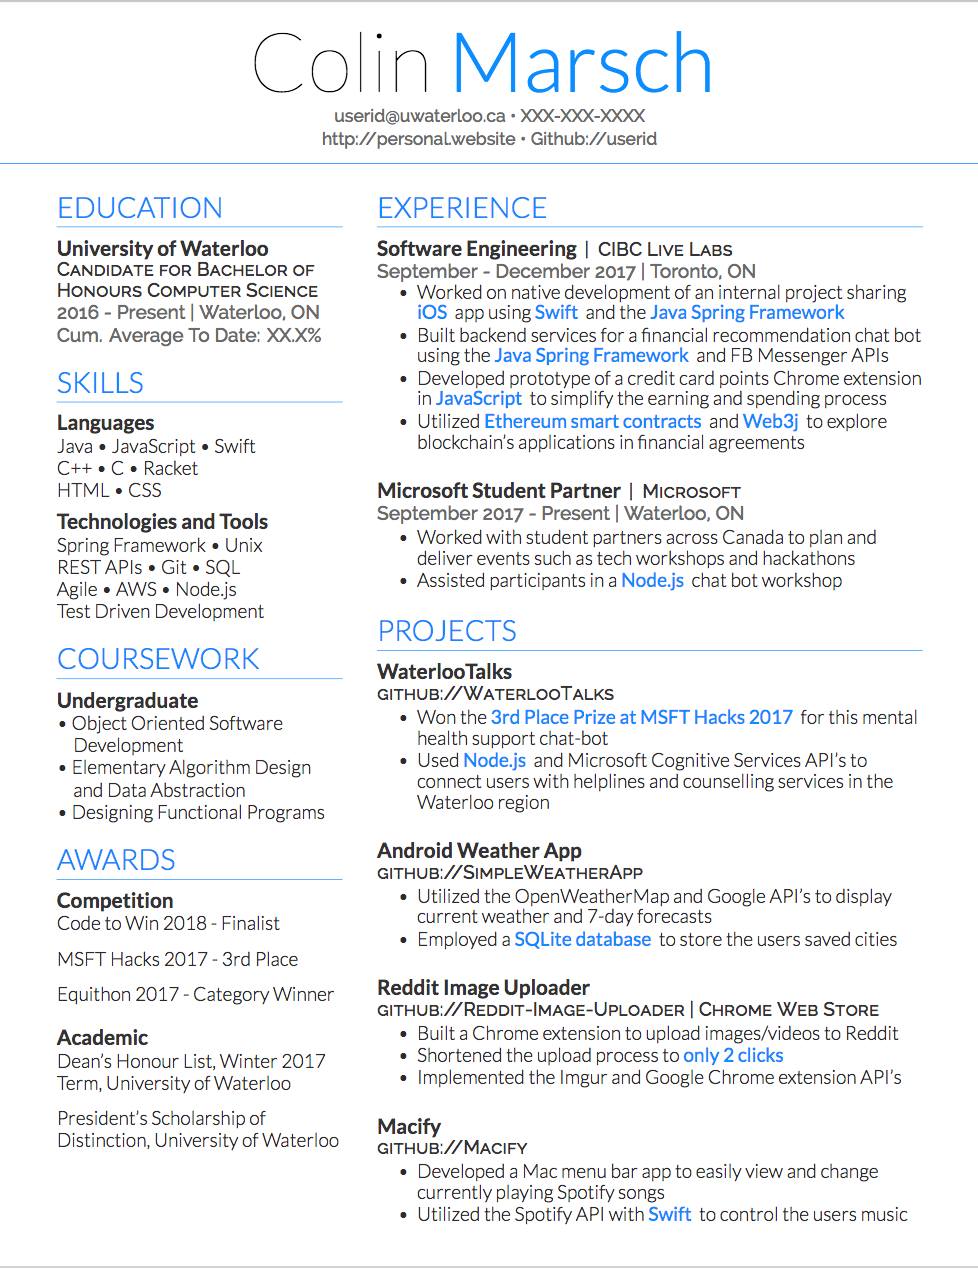 Colin Marsch
userid@uwaterloo.ca • XXX-XXX-XXXX
http://personal.website • Github://userid
EDUCATION
University of Waterloo
Candidate for Bachelor of
Honours Computer Science
2016 - Present | Waterloo, ON
Cum. Average To Date: XX.X%
SKILLS
Languages
Java • JavaScript • Swift
C++ • C • Racket
HTML • CSS
Technologies and Tools
Spring Framework • Unix
REST APIs • Git • SQL
Agile • AWS • Node.js
Test Driven Development
COURSEWORK
Undergraduate
• Object Oriented Software
Development
• Elementary Algorithm Design
and Data Abstraction
• Designing Functional Programs
AWARDS
Competition
Code to Win 2018 - Finalist
MSFT Hacks 2017 - 3rd Place
Equithon 2017 - Category Winner
Academic
Dean's Honour List, Winter 2017
Term, University of Waterloo
President's Scholarship of
Distinction, University of Waterloo
EXPERIENCE
Software Engineering | CIBC Live Labs
September - December 2017 | Toronto, ON
• Worked on native development of an internal project sharing
iOS app using Swift and the Java Spring Framework
• Built backend services for a financial recommendation chat bot
using the Java Spring Framework and FB Messenger APIs
• Developed prototype of a credit card points Chrome extension
in JavaScript to simplify the earning and spending process
• Utilized Ethereum smart contracts and Web3j to explore
blockchain's applications in financial agreements
Microsoft Student Partner | Microsoft
September 2017 - Present | Waterloo, ON
• Worked with student partners across Canada to plan and
deliver events such as tech workshops and hackathons
• Assisted participants in a Node.js chat bot workshop
PROJECTS
WaterlooTalks
github://WaterlooTalks
• Won the 3rd Place Prize at MSFT Hacks 2017 for this mental
health support chat-bot
• Used Node.js and Microsoft Cognitive Services API's to
connect users with helplines and counselling services in the
Waterloo region
Android Weather App
github://SimpleWeatherApp
• Utilized the OpenWeatherMap and Google API's to display
current weather and 7-day forecasts
• Employed a SQLite database to store the users saved cities
Reddit Image Uploader
github://Reddit-Image-Uploader | Chrome Web Store
• Built a Chrome extension to upload images/videos to Reddit
• Shortened the upload process to only 2 clicks
• Implemented the Imgur and Google Chrome extension API's
Macify
github://Macify
• Developed a Mac menu bar app to easily view and change
currently playing Spotify songs
• Utilized the Spotify API with Swift to control the users music